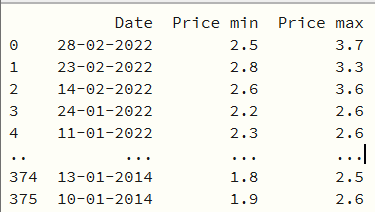 Date Price min Price max
0 28-02-2022 2.5 3.7
1 23-02-2022 2.8 3.3
2 14-02-2022 2.6 3.6
3 24-01-2022 2.2 2.6
4 11-01-2022 2.3 2.6
.. ... ... ...
374 13-01-2014 1.8 2.5
375 10-01-2014 1.9 2.6